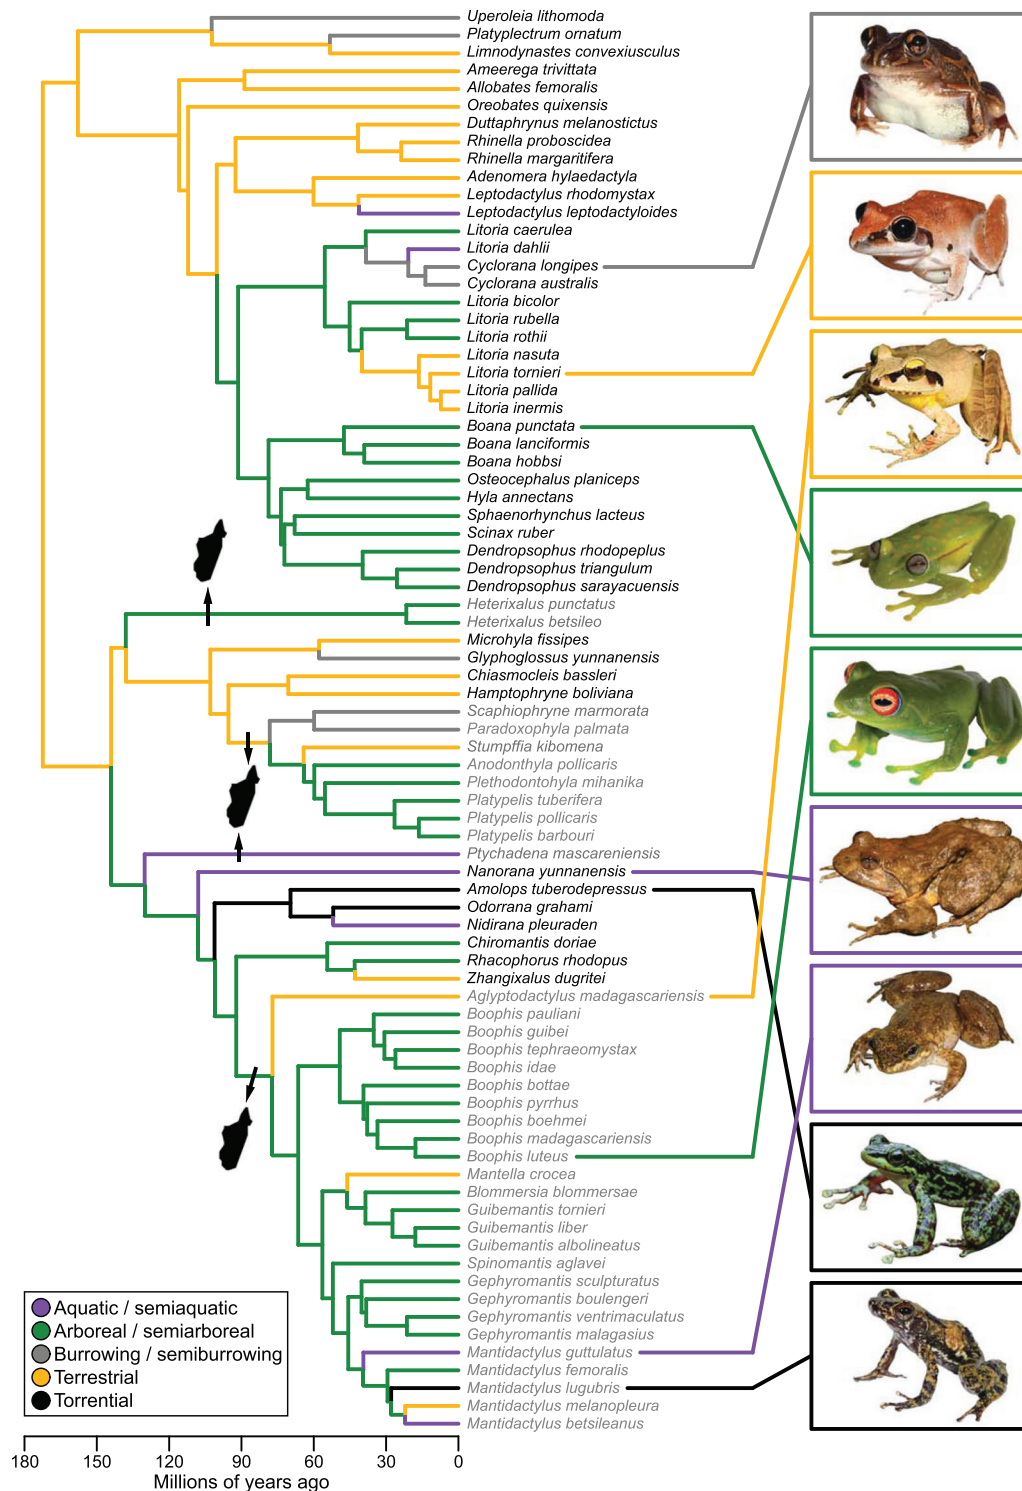 Uperoleia lithomoda
Platyplectrum ornatum
Limnodynastes convexiusculus
Ameerega trivittata
Allobates femoralis
Oreobates quixensis
Duttaphrynus melanostictus
Rhinella proboscidea
Rhinella margaritifera
Adenomera hylaedactyla
Leptodactylus rhodomystax
Leptodactylus leptodactyloides
Litoria caerulea
Litoria dahlii
Cyclorana longipes
Cyclorana australis
Litoria bicolor
Litoria rubella
Litoria rothii
Litoria nasuta
Litoria tornieri
Litoria pallida
Litoria inermis
Boana punctata
Boana lanciformis
Boana hobbsi
Osteocephalus planiceps
Hyla annectans
Sphaenorhynchus lacteus
Scinax ruber
Dendropsophus rhodopeplus
Dendropsophus triangulum
Dendropsophus sarayacuensis
Heterixalus punctatus
Heterixalus betsileo
Microhyla fissipes
Glyphoglossus yunnanensis
Chiasmocleis bassleri
Hamptophryne boliviana
Scaphiophryne marmorata
Paradoxophyla palmata
Stumpffia kibomena
Anodonthyla pollicaris
Plethodontohyla mihanika
Platypelis tuberifera
Platypelis pollicaris
Platypelis barbouri
Ptychadena mascareniensis
Nanorana yunnanensis
Amolops tuberodepressus
Odorrana grahami
Nidirana pleuraden
Chiromantis doriae
Rhacophorus rhodopus
Zhangixalus dugritei
Aglyptodactylus madagascariensis
Boophis pauliani
Boophis guibei
Boophis tephraeomystax
Boophis idae
Boophis bottae
Boophis pyrrhus
Boophis boehmei
Boophis madagascariensis
Boophis luteus
Mantella crocea
Blommersia blommersae
Guibemantis tornieri
Guibemantis liber
Guibemantis albolineatus
Spinomantis aglavei
Gephyromantis sculpturatus
Gephyromantis boulengeri
Gephyromantis ventrimaculatus
Gephyromantis malagasius
Mantidactylus guttulatus
Mantidactylus femoralis
Mantidactylus lugubris
Mantidactylus melanopleura
Mantidactylus betsileanus
Aquatic / semiaquatic
Arboreal / semiarboreal
Burrowing / semiburrowing
Terrestrial
Torrential
180 150 120 90 60 30 0
Millions of years ago